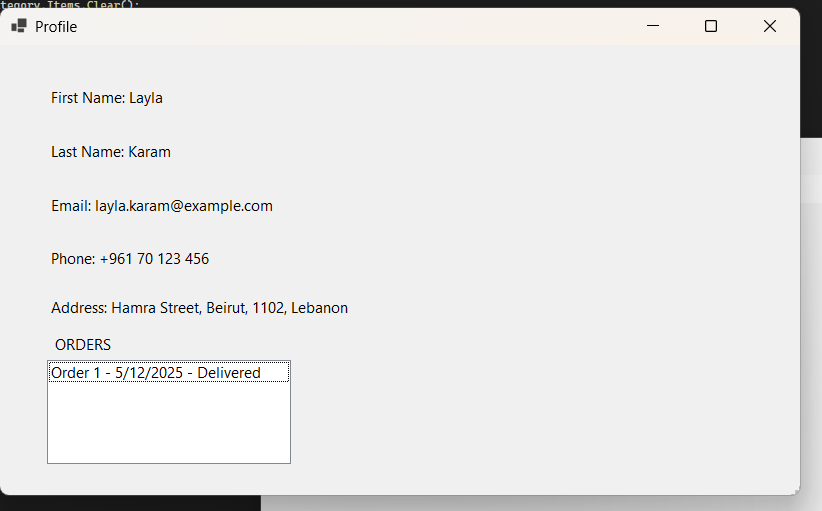 tegory.Items.Clear();
Profile
First Name: Layla
Last Name: Karam
Email: layla.karam@example.com
Phone: +961 70 123 456
Address: Hamra Street, Beirut, 1102, Lebanon
ORDERS
Order 1 - 5/12/2025 - Delivered